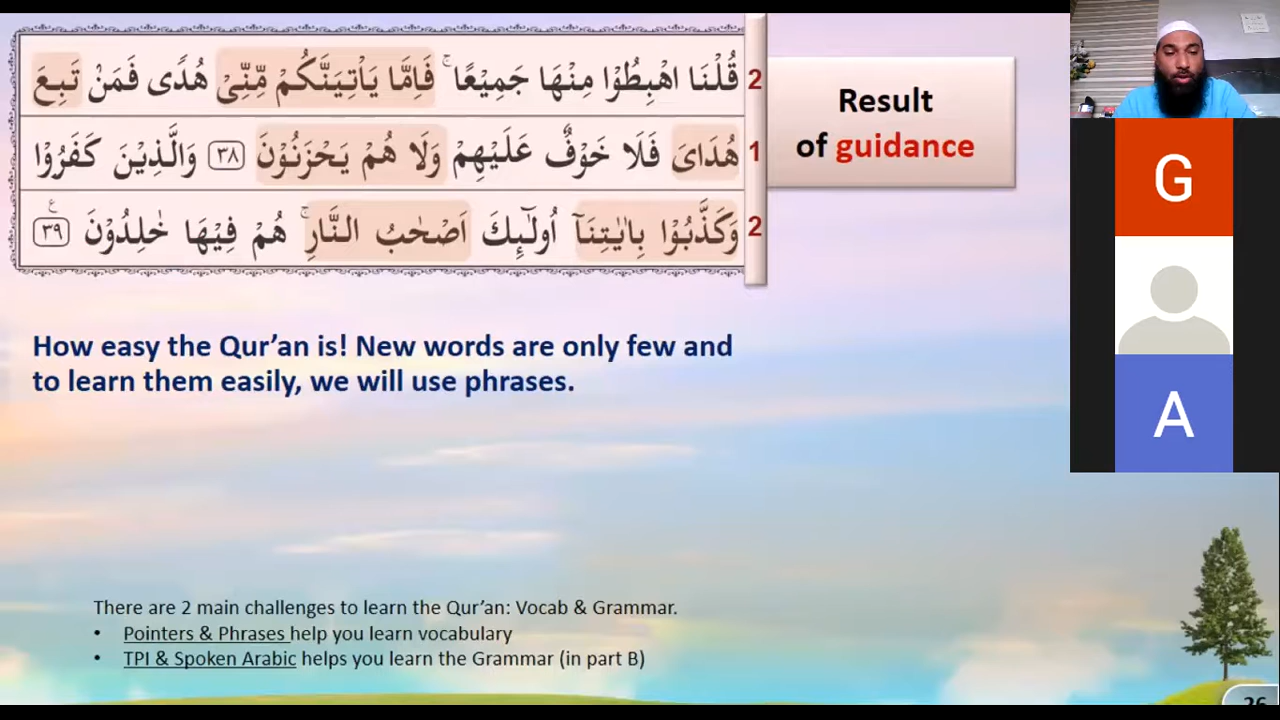 قُلْنَا اهْبِطُوْا مِنْهَا جَمِيْعًا ۚ فَاِمَّا يَاْتِيَنَّكُمْ مِّنِّىْ هُدًى فَمَنْ تَبِعَ
2
هُدَاىَ فَلَا خَوْفٌ عَلَيْهِمْ وَلَا هُمْ يَحْزَنُوْنَ ٣٨ وَالَّذِيْنَ كَفَرُوْا
1
وَكَذَّبُوْا بِاٰيٰتِنَآ اُولٰٓئِكَ اَصْحٰبُ النَّارِ ۚ هُمْ فِيْهَا خٰلِدُوْنَ ٣٩ ع
2
Result
of guidance
G
A
How easy the Qur’an is! New words are only few and
to learn them easily, we will use phrases.
There are 2 main challenges to learn the Qur’an: Vocab & Grammar.
• Pointers & Phrases help you learn vocabulary
• TPI & Spoken Arabic helps you learn the Grammar (in part B)
26